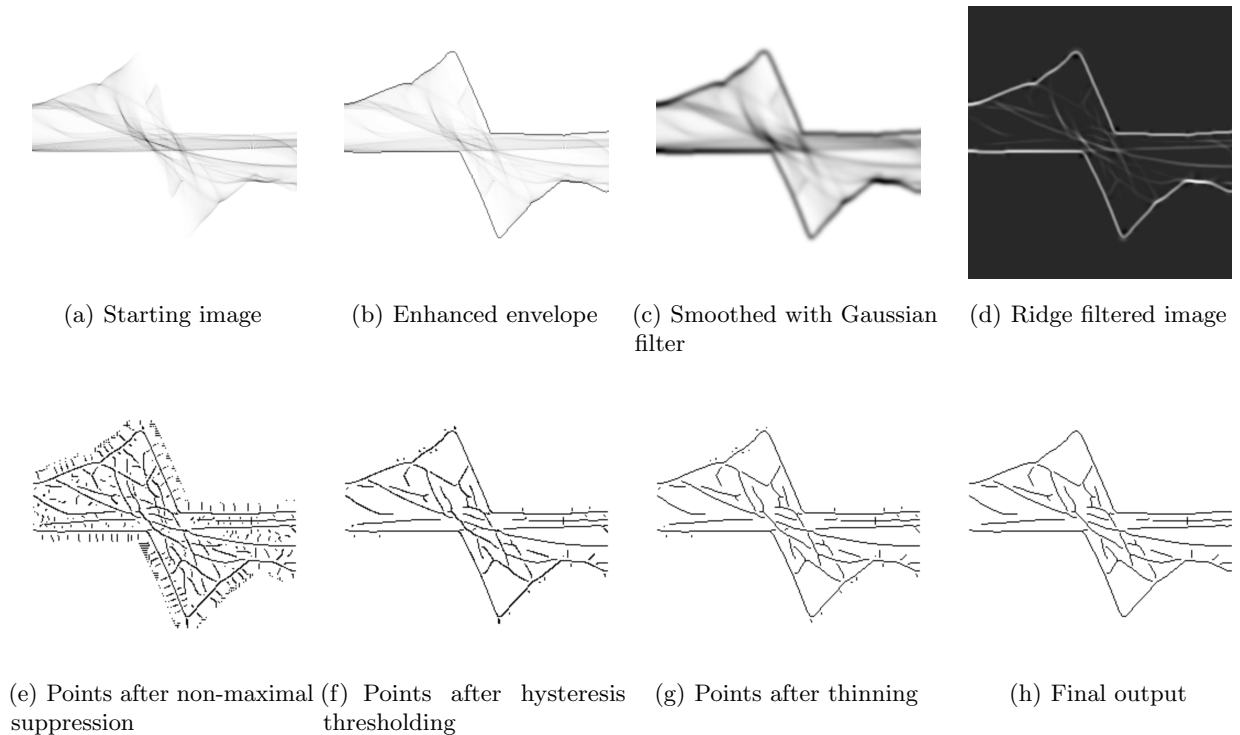 (a) Starting image
(b) Enhanced envelope
(c) Smoothed with Gaussian
filter
(d) Ridge filtered image
(e) Points after non-maximal
suppression
(f) Points after hysteresis
thresholding
(g) Points after thinning
(h) Final output